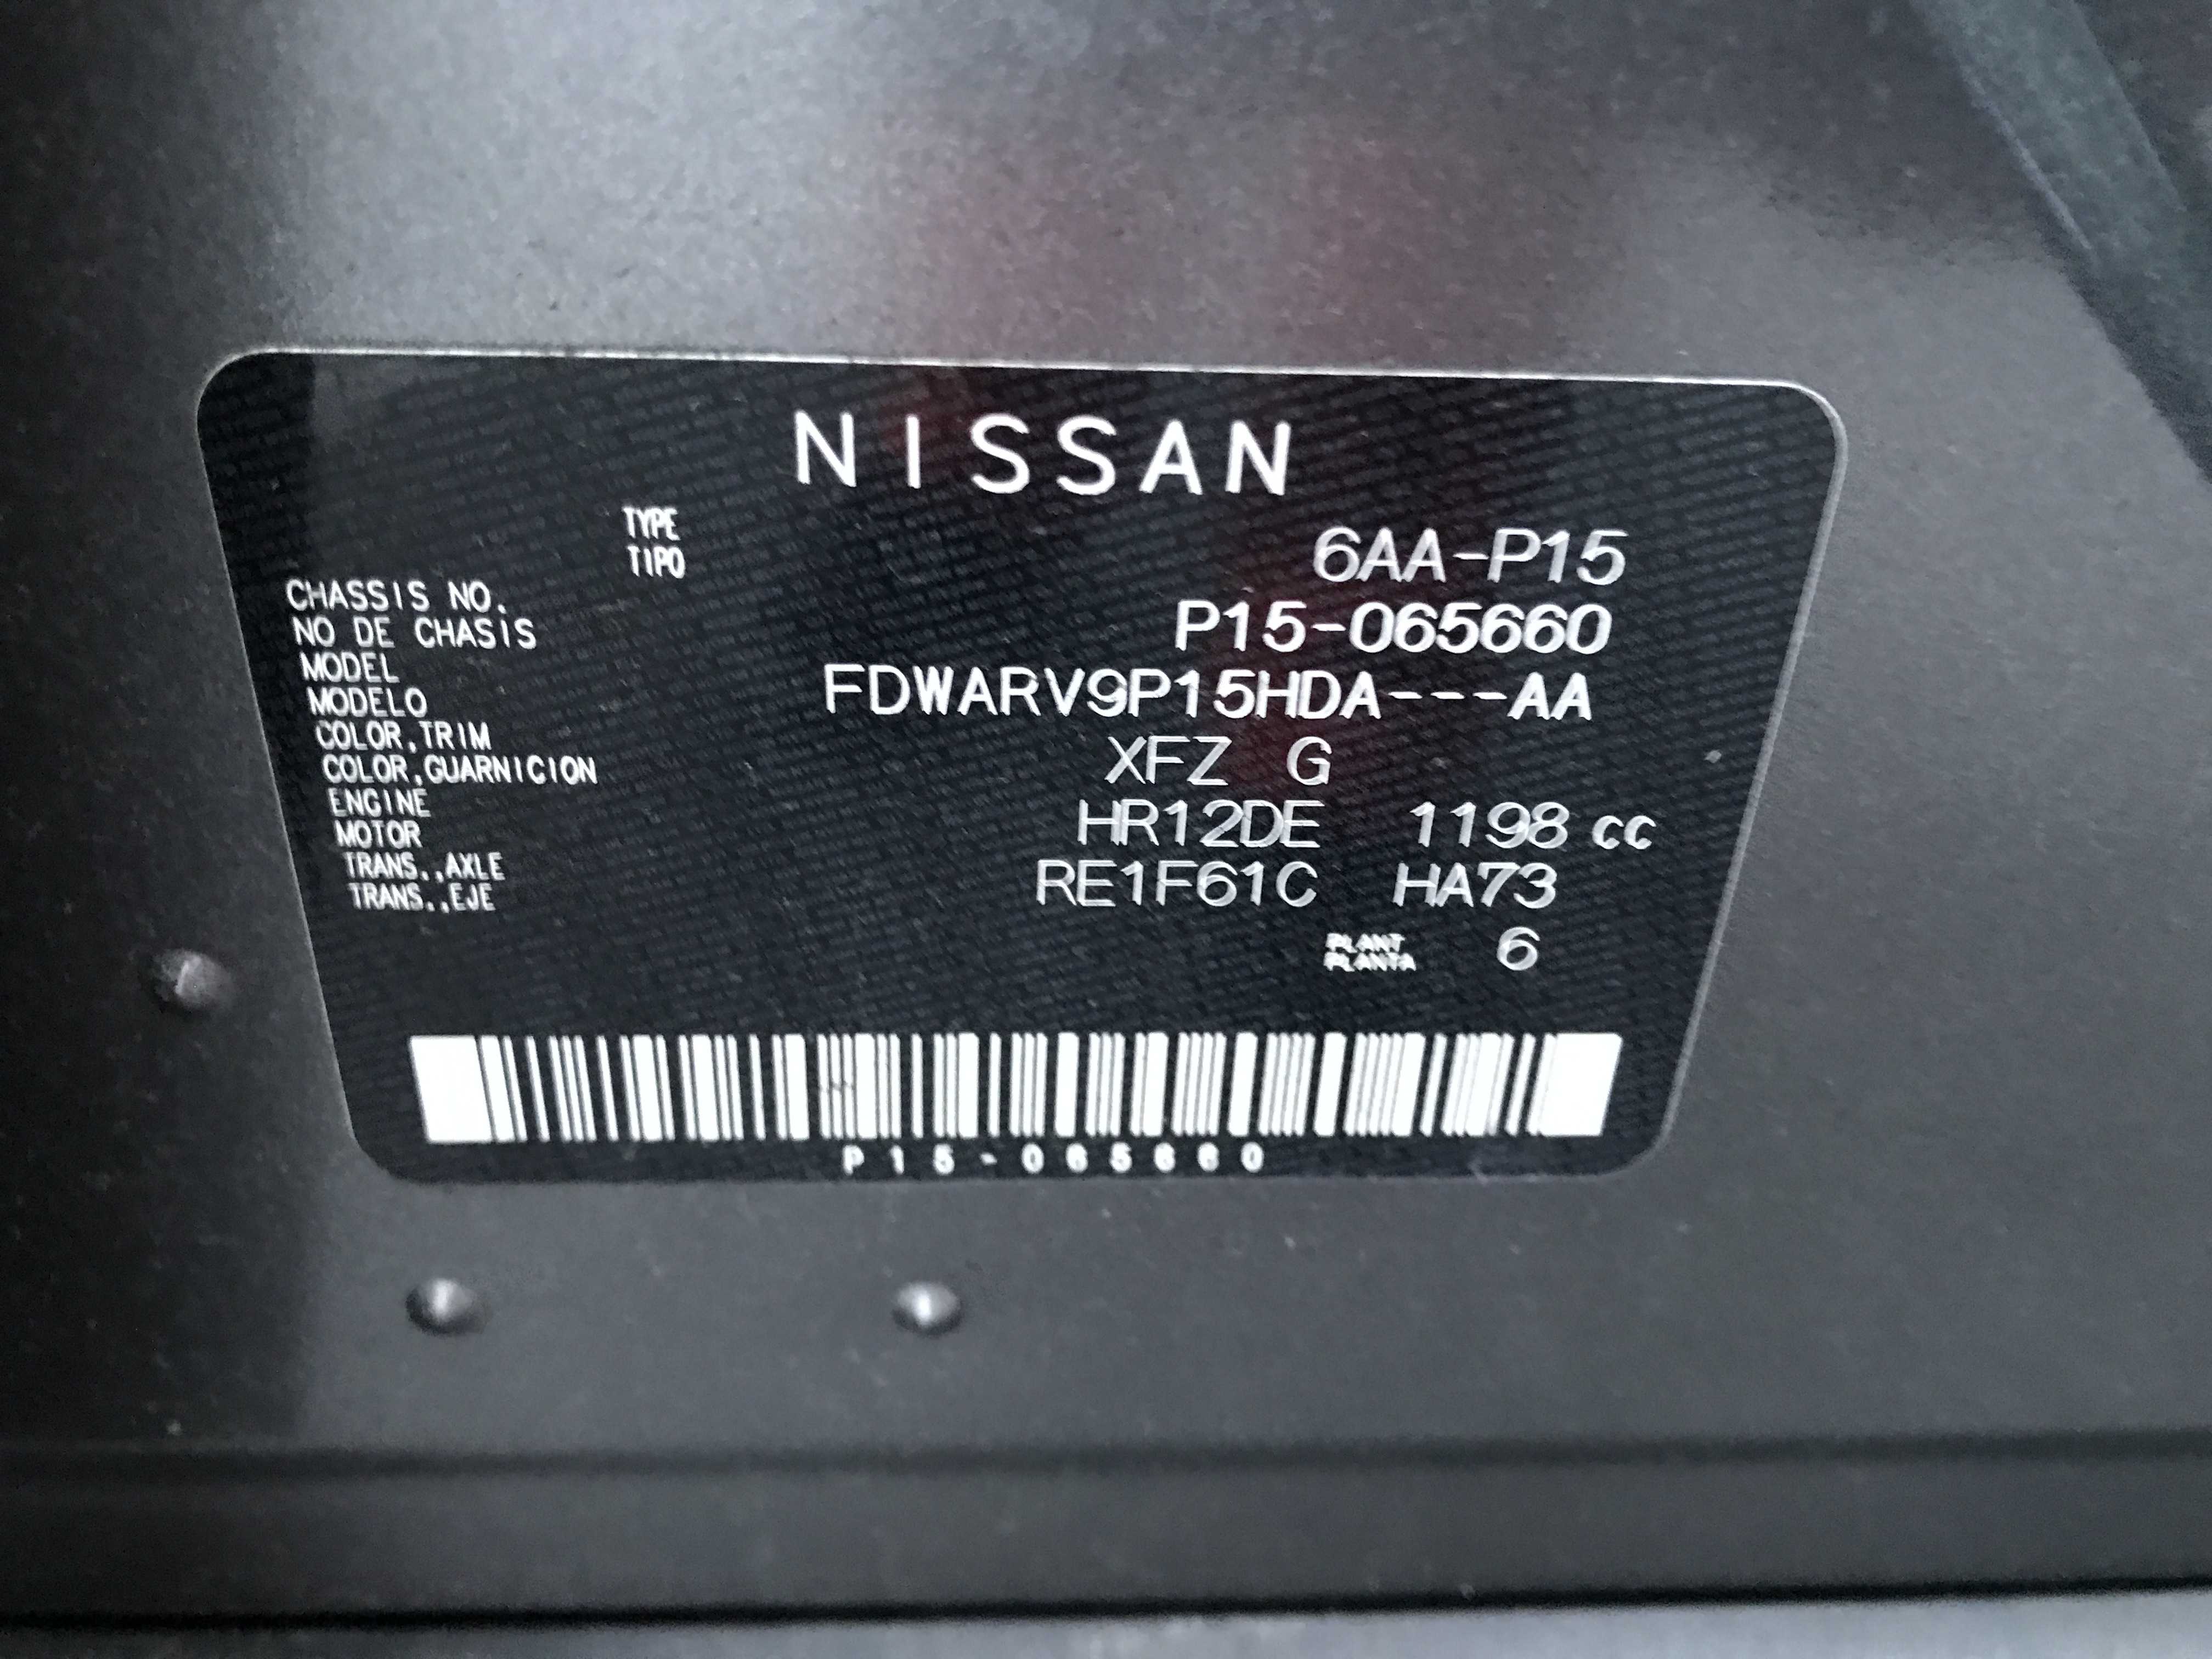 NISSAN
TYPE
TIPO
6AA-P15
CHASSIS NO.
NO DE CHASIS
P15-065660
MODEL
MODELO
FDWARV9P15HDA---AA
COLOR,TRIM
COLOR,GUARNICION
XFZ G
ENGINE
MOTOR
HR12DE 1198 cc
TRANS.,AXLE
TRANS.,EJE
RE1F61C HA73
PLANT
PLANTA
6
P15-065660